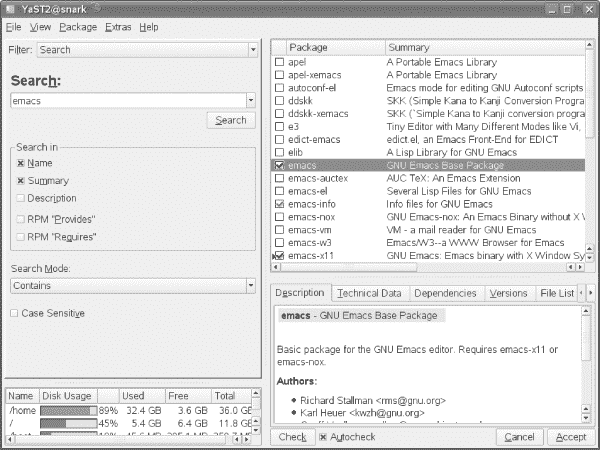 YaST2@snark
File View Package Extras Help
Filter: Search
Search:
emacs
Search
Search in
Name
Summary
Description
RPM "Provides"
RPM "Requires"
Search Mode:
Contains
Case Sensitive
Name Disk Usage Used Free Total
/home 89% 32.4 GB 3.6 GB 36.0 G
/ 45% 5.4 GB 6.4 GB 11.8 G
Package Summary
apel A Portable Emacs Library
apel-xemacs A Portable Emacs Library
autoconf-el Emacs mode for editing GNU Autoconf scripts
ddskk SKK (Simple Kana to Kanji Conversion Progra
ddskk-xemacs SKK (`Simple Kana to Kanji conversion progra
e3 Tiny Editor with Many Different Modes like Vi,
edict-emacs edict.el, an Emacs Front-End for EDICT
elib A Lisp Library for GNU Emacs
emacs GNU Emacs Base Package
emacs-auctex AUC TeX: An Emacs Extension
emacs-el Several Lisp Files for GNU Emacs
emacs-info Info files for GNU Emacs
emacs-nox GNU Emacs-nox: An Emacs Binary without X
emacs-vm VM - a mail reader for GNU Emacs
emacs-w3 Emacs/W3--a WWW Browser for Emacs
emacs-x11 GNU Emacs: Emacs binary with X Window Sy
Description Technical Data Dependencies Versions File List
emacs - GNU Emacs Base Package
Basic package for the GNU Emacs editor. Requires emacs-x11 or
emacs-nox.
Authors:
Richard Stallman <rms@gnu.org>
Karl Heuer <kwzh@gnu.org>
Check Autocheck Cancel Accept